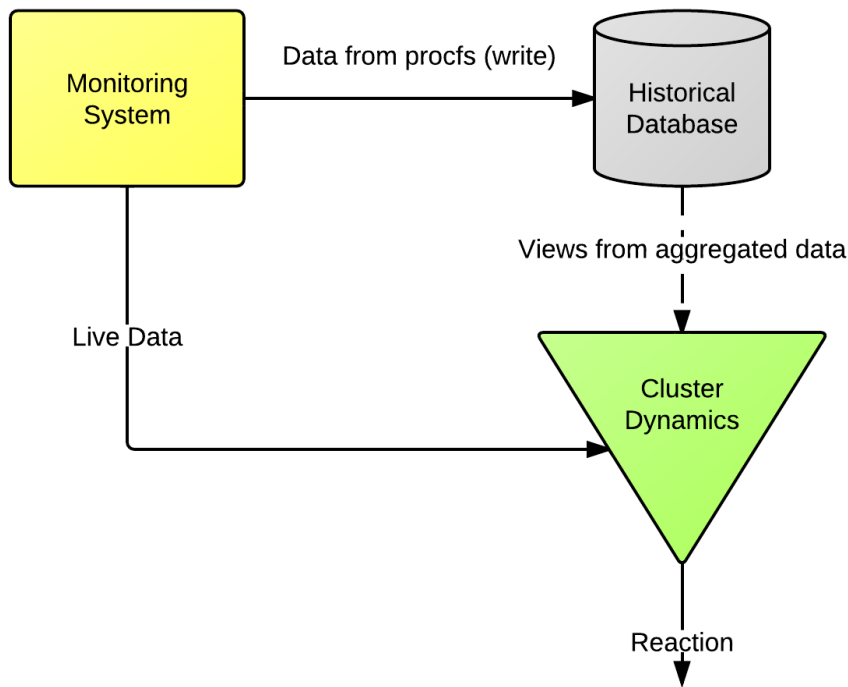 Monitoring
System
Data from procfs (write)
Historical
Database
Views from aggregated data
Live Data
Cluster
Dynamics
Reaction